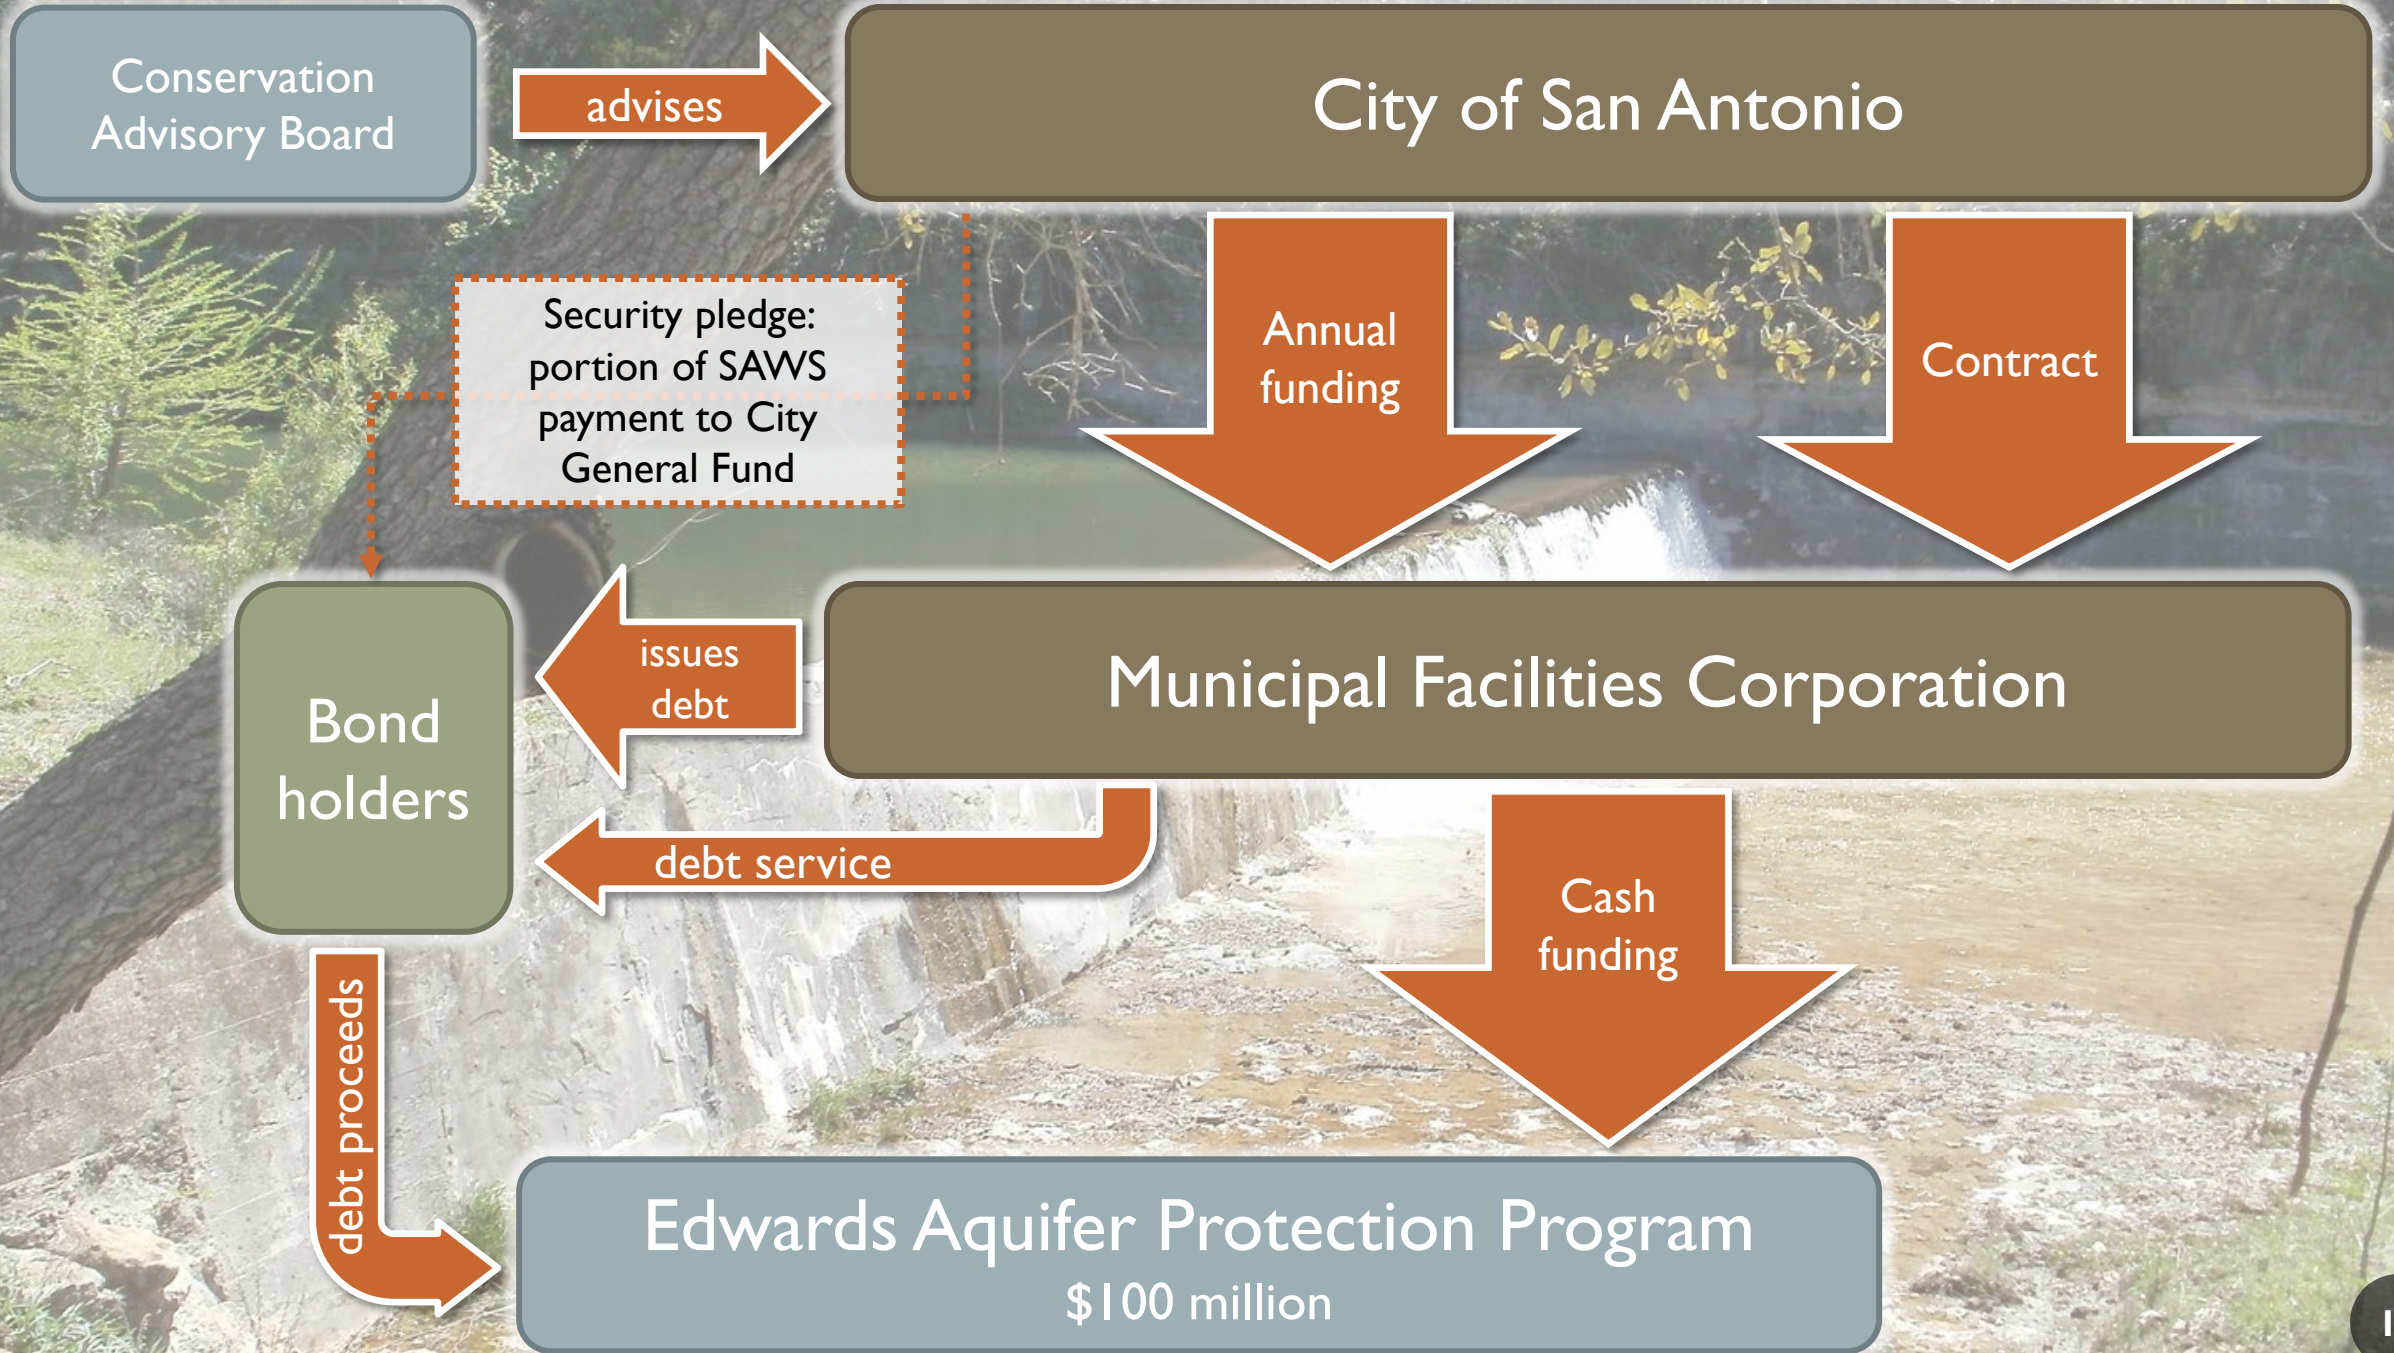 Conservation
Advisory Board
advises
City of San Antonio
Security pledge:
portion of SAWS
payment to City
General Fund
Annual
funding
Contract
Bond
holders
issues
debt
Municipal Facilities Corporation
debt service
Cash
funding
debt proceeds
Edwards Aquifer Protection Program
$100 million